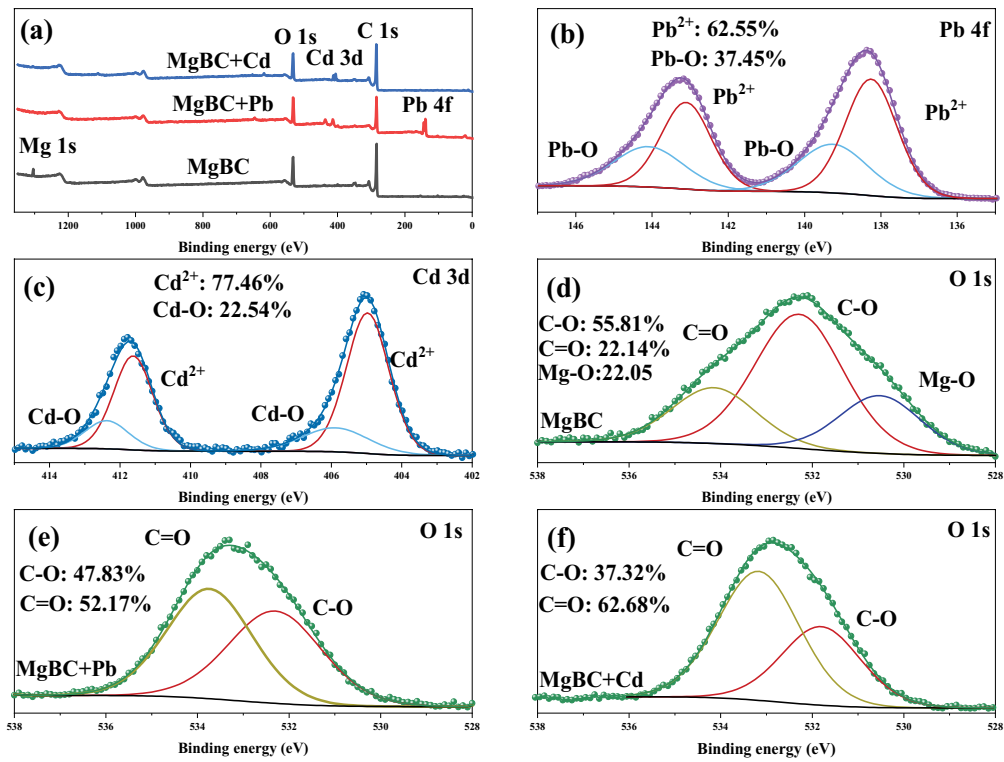 (a)
O 1s
C 1s
MgBC+Cd
Cd 3d
MgBC+Pb
Pb 4f
Mg 1s
MgBC
1200 1000 800 600 400 200 0
Binding energy (eV)
(b)
Pb²⁺: 62.55%
Pb 4f
Pb-O: 37.45%
Pb²⁺
Pb²⁺
Pb-O
Pb-O
146 144 142 140 138 136
Binding energy (eV)
(c)
Cd²⁺: 77.46%
Cd 3d
Cd-O: 22.54%
Cd²⁺
Cd²⁺
Cd-O
Cd-O
414 412 410 408 406 404 402
Binding energy (eV)
(d)
O 1s
C-O: 55.81%
C=O
C-O
C=O: 22.14%
Mg-O:22.05
Mg-O
MgBC
538 536 534 532 530 528
Binding energy (eV)
(e)
C=O
O 1s
C-O: 47.83%
C=O: 52.17%
C-O
MgBC+Pb
538 536 534 532 530 528
Binding energy (eV)
(f)
C=O
O 1s
C-O: 37.32%
C=O: 62.68%
C-O
MgBC+Cd
538 536 534 532 530 528
Binding energy (eV)